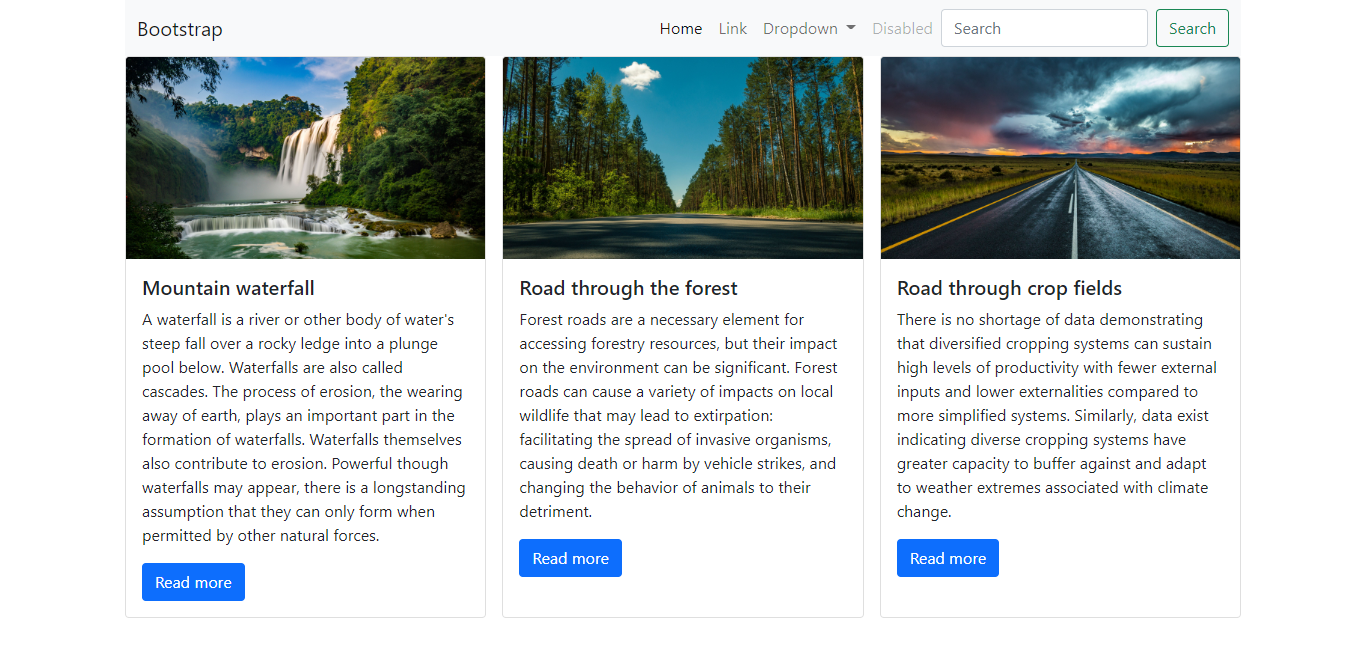 Bootstrap
Home Link Dropdown Disabled Search Search
Mountain waterfall
A waterfall is a river or other body of water's
steep fall over a rocky ledge into a plunge
pool below. Waterfalls are also called
cascades. The process of erosion, the wearing
away of earth, plays an important part in the
formation of waterfalls. Waterfalls themselves
also contribute to erosion. Powerful though
waterfalls may appear, there is a longstanding
assumption that they can only form when
permitted by other natural forces.
Read more
Road through the forest
Forest roads are a necessary element for
accessing forestry resources, but their impact
on the environment can be significant. Forest
roads can cause a variety of impacts on local
wildlife that may lead to extirpation:
facilitating the spread of invasive organisms,
causing death or harm by vehicle strikes, and
changing the behavior of animals to their
detriment.
Read more
Road through crop fields
There is no shortage of data demonstrating
that diversified cropping systems can sustain
high levels of productivity with fewer external
inputs and lower externalities compared to
more simplified systems. Similarly, data exist
indicating diverse cropping systems have
greater capacity to buffer against and adapt
to weather extremes associated with climate
change.
Read more